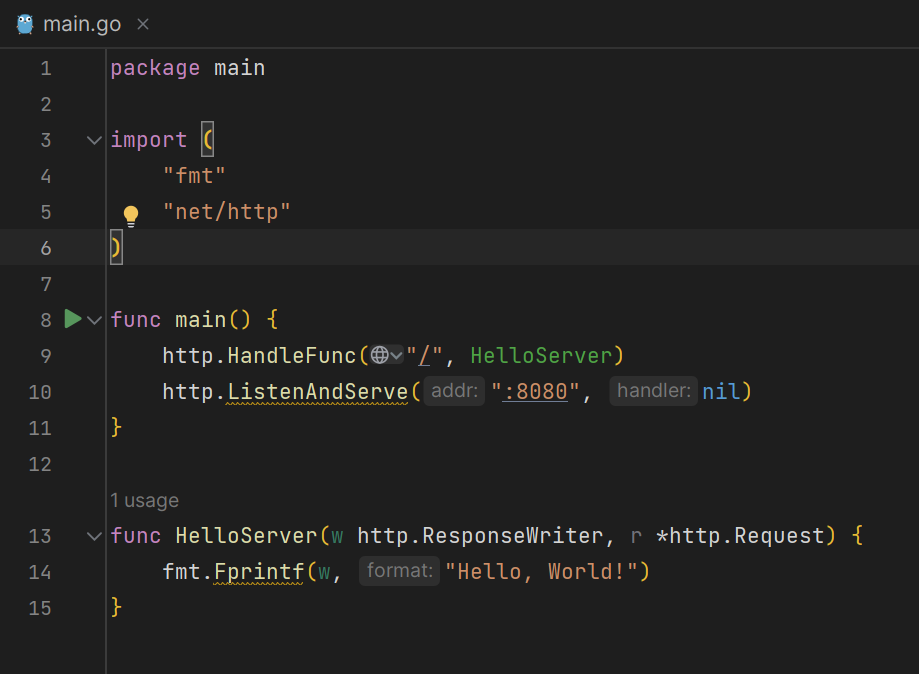 main.go
1 package main
2
3 import (
4 "fmt"
5 "net/http"
6 )
7
8 func main() {
9 http.HandleFunc("/", HelloServer)
10 http.ListenAndServe( addr: ":8080", handler: nil)
11 }
12
1 usage
13 func HelloServer(w http.ResponseWriter, r *http.Request) {
14 fmt.Fprintf(w, format: "Hello, World!")
15 }